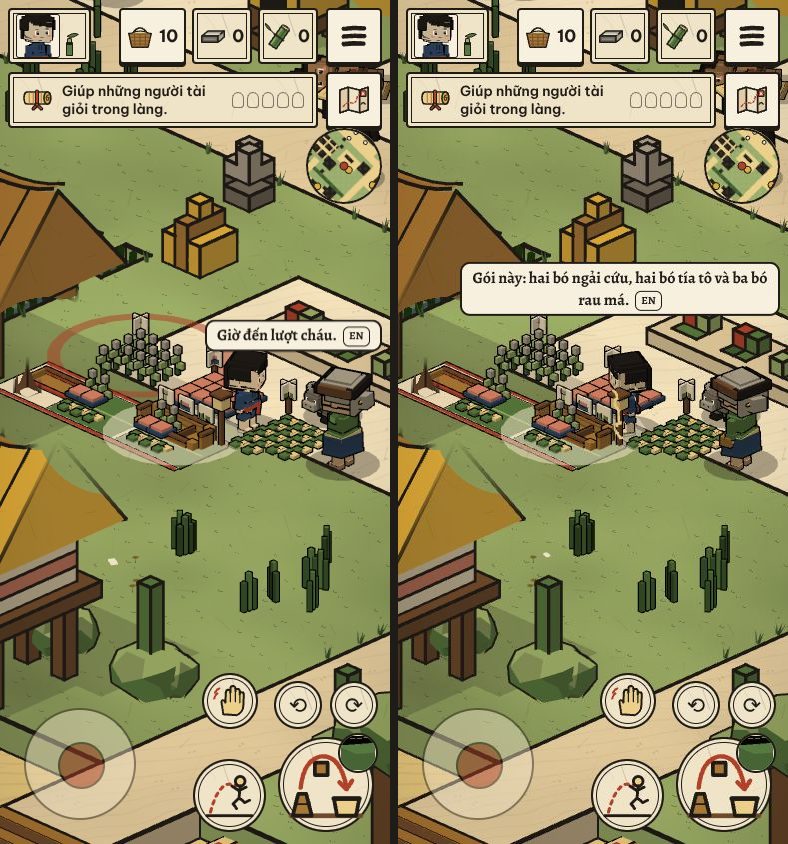 10
0
0
Giúp những người tài
giỏi trong làng.
Giờ đến lượt cháu. EN
10
0
0
Giúp những người tài
giỏi trong làng.
Gói này: hai bó ngải cứu, hai bó tía tô và ba bó
rau má. EN